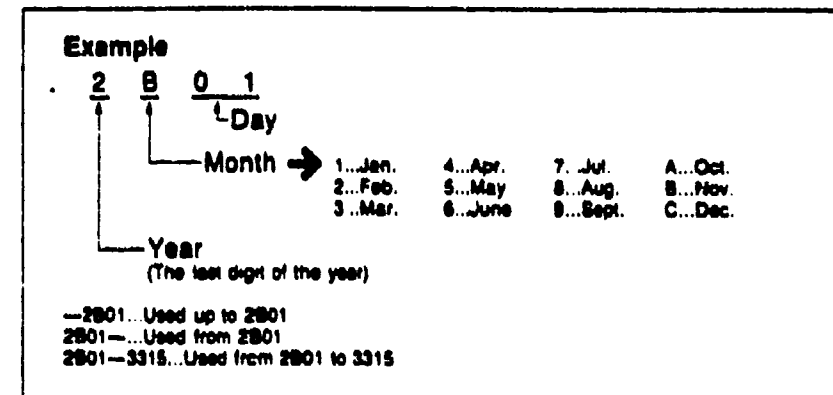 Example
2 B 0 1
Day
Month 1...Jan. 4...Apr. 7...Jul. A...Oct.
2...Feb. 5...May 8...Aug. B...Nov.
3...Mar. 6...June 9...Sept. C...Dec.
Year
(The last digit of the year)
—2B01...Used up to 2B01
2B01—...Used from 2B01
2B01—3315...Used from 2B01 to 3315